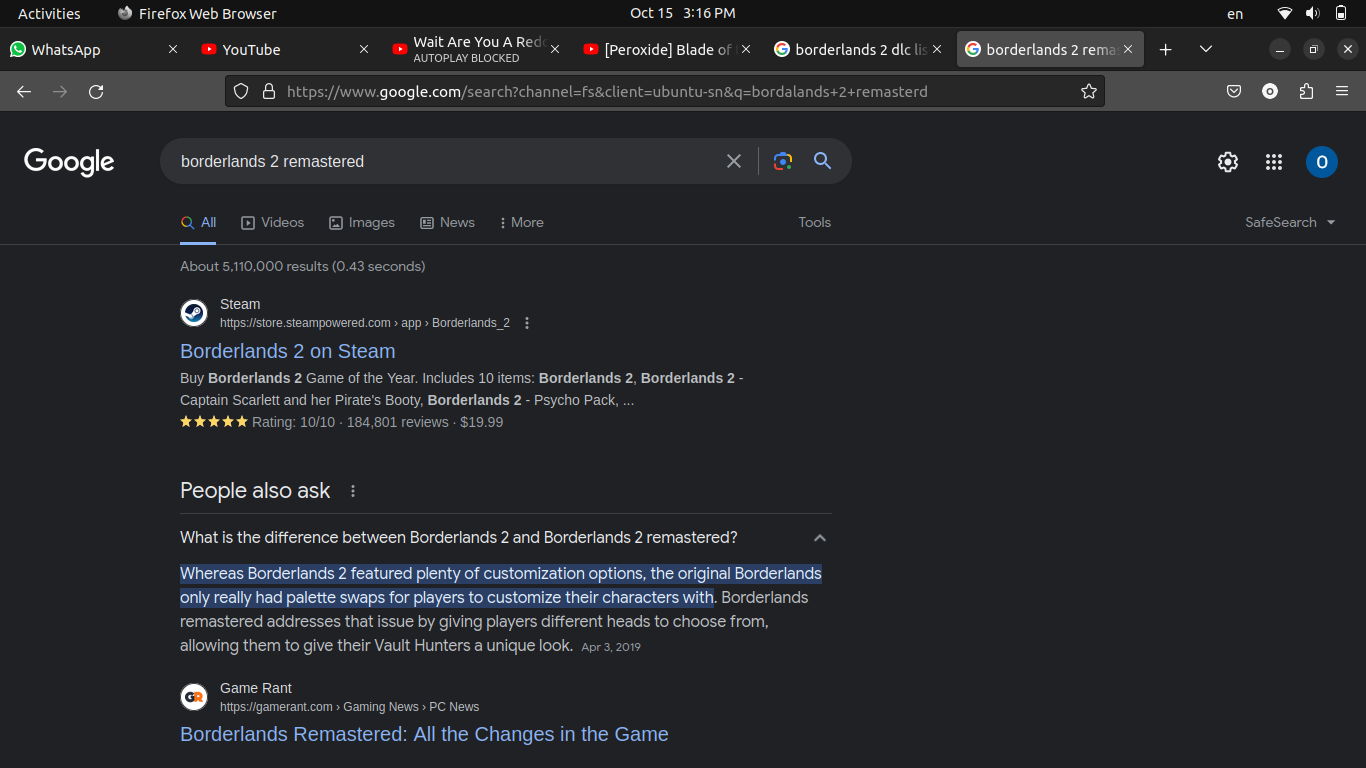 Activities Firefox Web Browser Oct 15 3:16 PM en
WhatsApp YouTube Wait Are You A Redo [Peroxide] Blade of borderlands 2 dlc lis borderlands 2 rema
AUTOPLAY BLOCKED
https://www.google.com/search?channel=fs&client=ubuntu-sn&q=bordalands+2+remasterd
Google borderlands 2 remastered O
All Videos Images News More Tools SafeSearch
About 5,110,000 results (0.43 seconds)
Steam
https://store.steampowered.com › app › Borderlands_2
Borderlands 2 on Steam
Buy Borderlands 2 Game of the Year. Includes 10 items: Borderlands 2, Borderlands 2 -
Captain Scarlett and her Pirate's Booty, Borderlands 2 - Psycho Pack, ...
Rating: 10/10 · 184,801 reviews · $19.99
People also ask
What is the difference between Borderlands 2 and Borderlands 2 remastered?
Whereas Borderlands 2 featured plenty of customization options, the original Borderlands
only really had palette swaps for players to customize their characters with. Borderlands
remastered addresses that issue by giving players different heads to choose from,
allowing them to give their Vault Hunters a unique look. Apr 3, 2019
GR Game Rant
https://gamerant.com › Gaming News › PC News
Borderlands Remastered: All the Changes in the Game